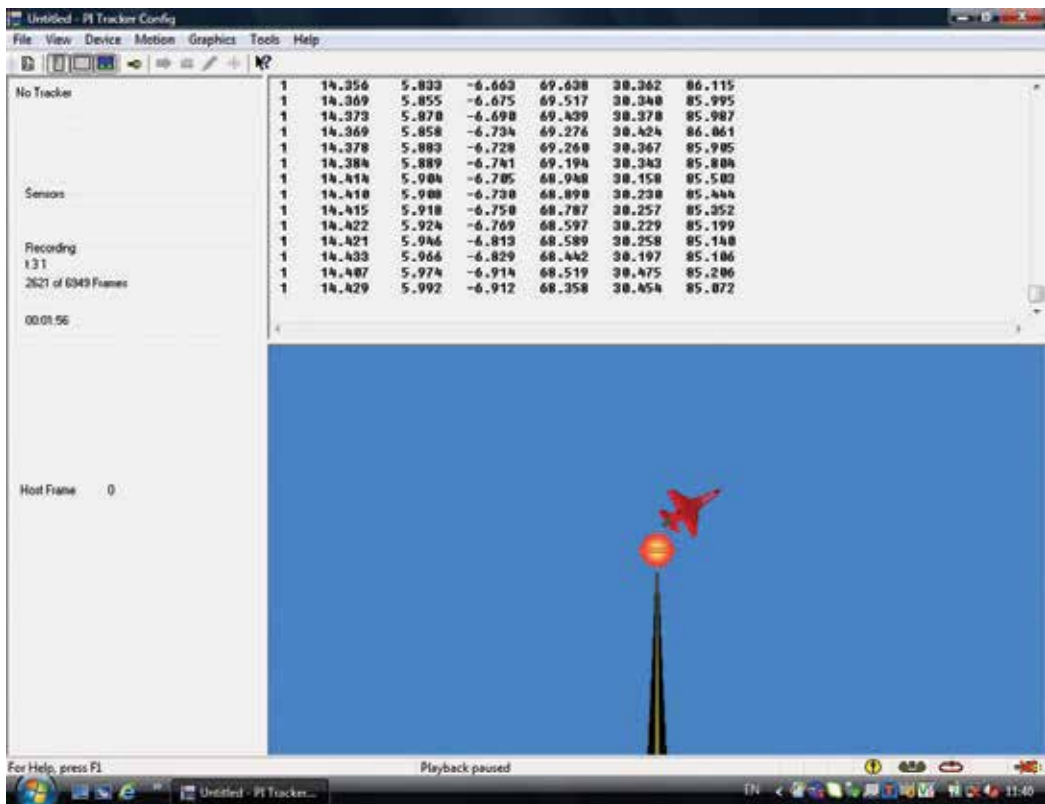 Untitled - PI Tracker Config
File View Device Motion Graphics Tools Help
No Tracker
Sensors
Recording
1 3 1
2621 of 6949 Frames
00:01:56
Host Frame 0
1 14.356 5.833 -6.663 69.638 30.362 86.115
1 14.369 5.855 -6.675 69.517 30.340 85.995
1 14.373 5.870 -6.690 69.439 30.378 85.987
1 14.369 5.858 -6.734 69.276 30.424 86.061
1 14.378 5.883 -6.728 69.260 30.367 85.905
1 14.384 5.889 -6.741 69.194 30.343 85.804
1 14.414 5.904 -6.705 68.948 30.158 85.503
1 14.410 5.908 -6.730 68.890 30.230 85.444
1 14.415 5.918 -6.750 68.787 30.257 85.352
1 14.422 5.924 -6.769 68.597 30.229 85.199
1 14.421 5.946 -6.813 68.589 30.258 85.140
1 14.433 5.966 -6.829 68.442 30.197 85.106
1 14.407 5.974 -6.914 68.519 30.475 85.206
1 14.429 5.992 -6.912 68.358 30.454 85.072
For Help, press F1
Playback paused
Untitled - PI Tracker...
EN
11:40